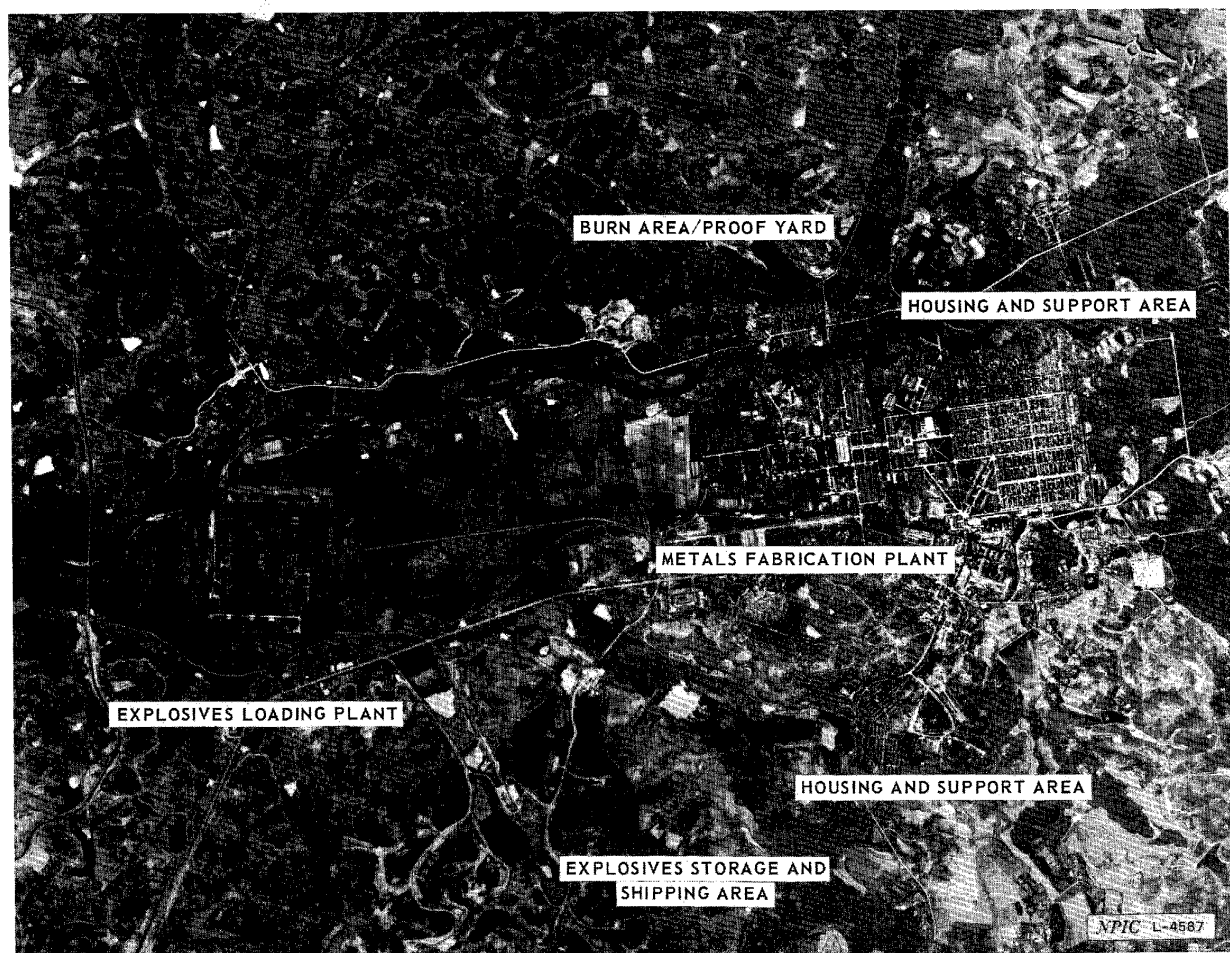 BURN AREA/PROOF YARD
HOUSING AND SUPPORT AREA
METALS FABRICATION PLANT
EXPLOSIVES LOADING PLANT
HOUSING AND SUPPORT AREA
EXPLOSIVES STORAGE AND
SHIPPING AREA
NPIC L-4587